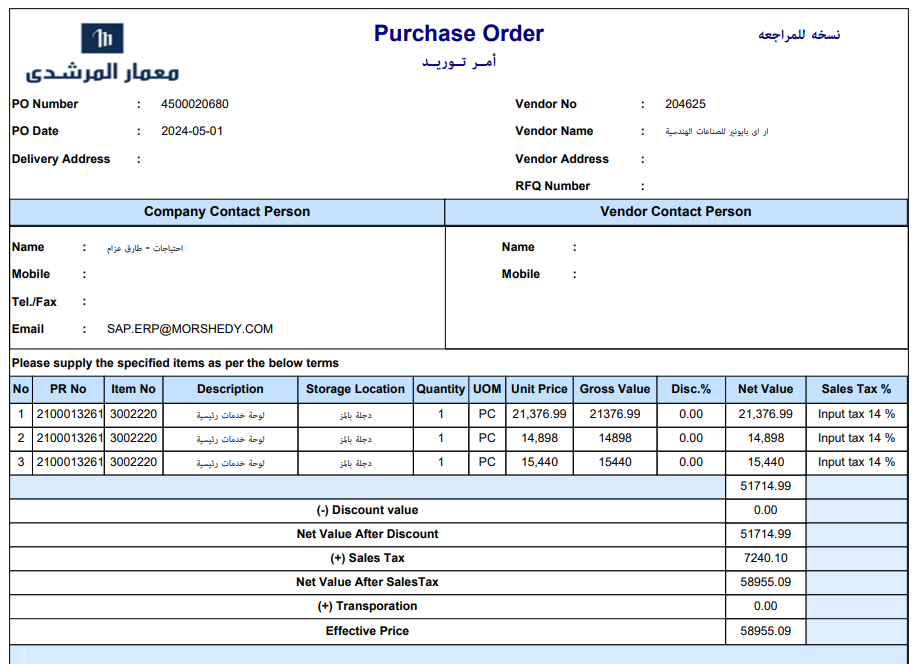 Purchase Order
نسخه للمراجعه
أمـر تـوريـد
معمار المرشدى
PO Number : 4500020680
Vendor No : 204625
PO Date : 2024-05-01
Vendor Name : ار اى بايونير للصناعات الهندسية
Delivery Address :
Vendor Address :
RFQ Number :
Company Contact Person
Vendor Contact Person
Name : احتياجات - طارق عزام
Name :
Mobile :
Mobile :
Tel./Fax :
Email : SAP.ERP@MORSHEDY.COM
Please supply the specified items as per the below terms
No PR No Item No Description Storage Location Quantity UOM Unit Price Gross Value Disc.% Net Value Sales Tax %
1 2100013261 3002220 لوحة خدمات رئيسية دجلة بالمز 1 PC 21,376.99 21376.99 0.00 21,376.99 Input tax 14 %
2 2100013261 3002220 لوحة خدمات رئيسية دجلة بالمز 1 PC 14,898 14898 0.00 14,898 Input tax 14 %
3 2100013261 3002220 لوحة خدمات رئيسية دجلة بالمز 1 PC 15,440 15440 0.00 15,440 Input tax 14 %
51714.99
(-) Discount value 0.00
Net Value After Discount 51714.99
(+) Sales Tax 7240.10
Net Value After SalesTax 58955.09
(+) Transporation 0.00
Effective Price 58955.09